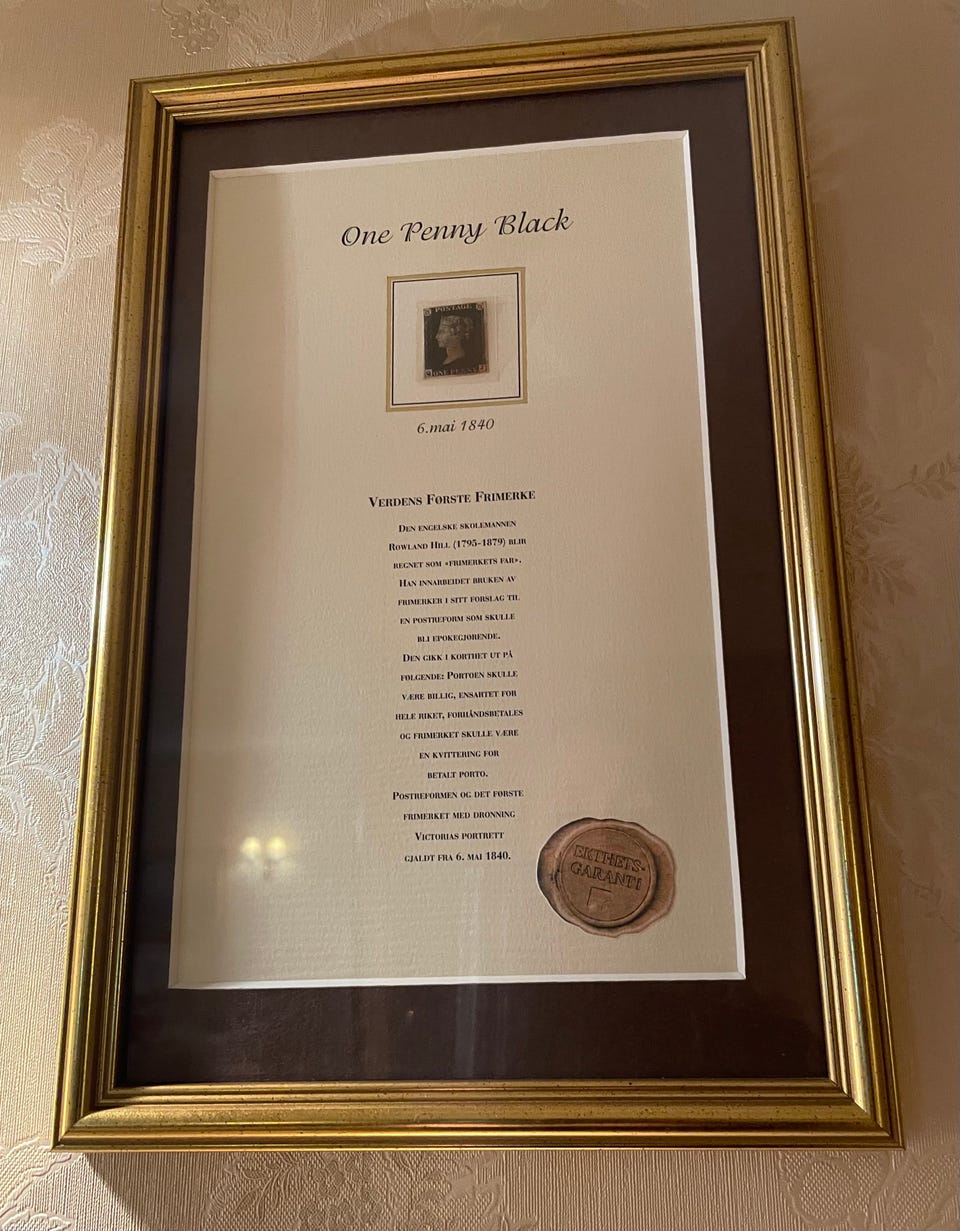 One Penny Black
POSTAGE
ONE PENNY
6.mai 1840
VERDENS FØRSTE FRIMERKE
DEN ENGELSKE SKOLEMANNEN
ROWLAND HILL (1795-1879) BLIR
REGNET SOM «FRIMERKETS FAR».
HAN INNARBEIDET BRUKEN AV
FRIMERKER I SITT FORSLAG TIL
EN POSTREFORM SOM SKULLE
BLI EPOKEGJØRENDE.
DEN GIKK I KORTHET UT PÅ
FØLGENDE: PORTOEN SKULLE
VÆRE BILLIG, ENSARTET FOR
HELE RIKET, FORHÅNDSBETALES
OG FRIMERKET SKULLE VÆRE
EN KVITTERING FOR
BETALT PORTO.
POSTREFORMEN OG DET FØRSTE
FRIMERKET MED DRONNING
VICTORIAS PORTRETT
GJALDT FRA 6. MAI 1840.
EKTHETS-
GARANTI